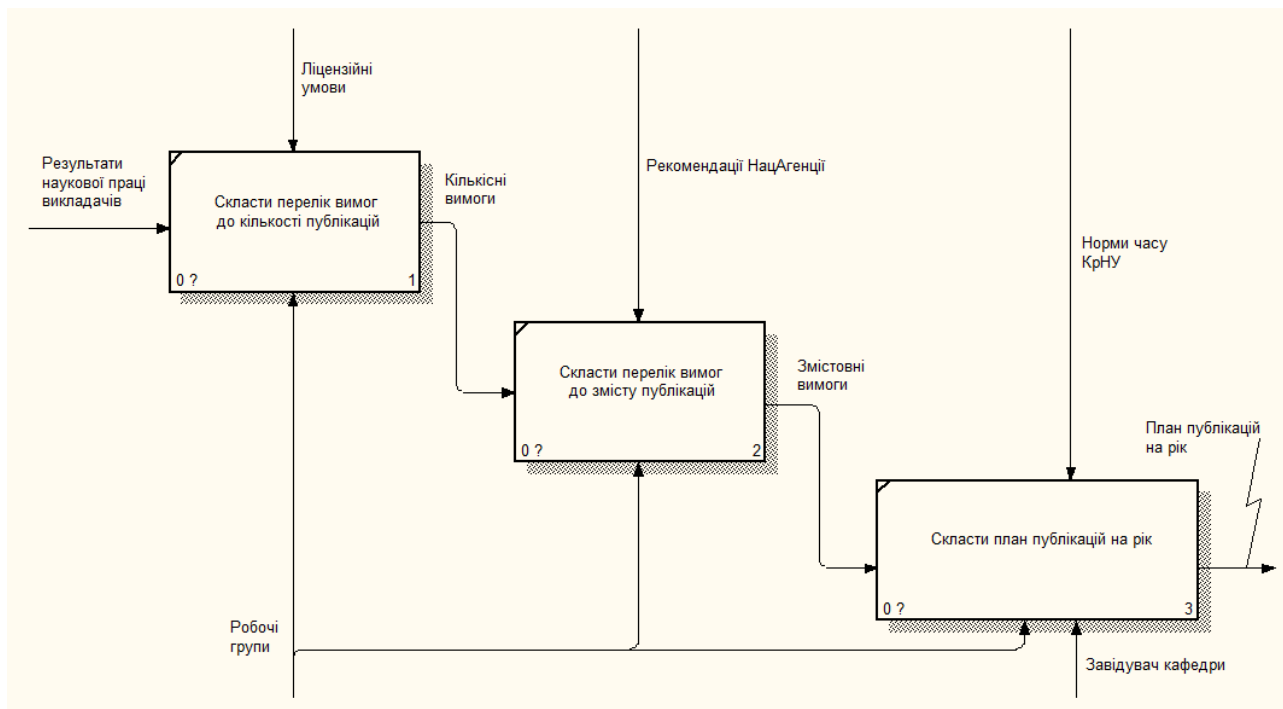 Ліцензійні
умови
Результати
наукової праці
викладачів
Скласти перелік вимог
до кількості публікацій
0 ?
1
Кількісні
вимоги
Рекомендації НацАгенції
Норми часу
КрНУ
Скласти перелік вимог
до змісту публікацій
0 ?
2
Змістовні
вимоги
План публікацій
на рік
Скласти план публікацій на рік
0 ?
3
Робочі
групи
Завідувач кафедри